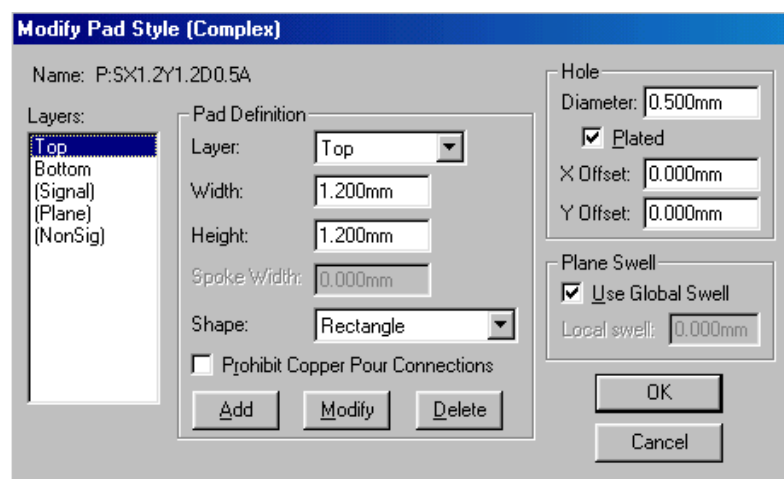 Modify Pad Style (Complex)
Name: P:SX1.2Y1.2D0.5A
Layers:
Top
Bottom
(Signal)
(Plane)
(NonSig)
Pad Definition
Layer: Top
Width: 1.200mm
Height: 1.200mm
Spoke Width: 0.000mm
Shape: Rectangle
Prohibit Copper Pour Connections
Add Modify Delete
Hole
Diameter: 0.500mm
Plated
X Offset: 0.000mm
Y Offset: 0.000mm
Plane Swell
Use Global Swell
Local swell: 0.000mm
OK
Cancel